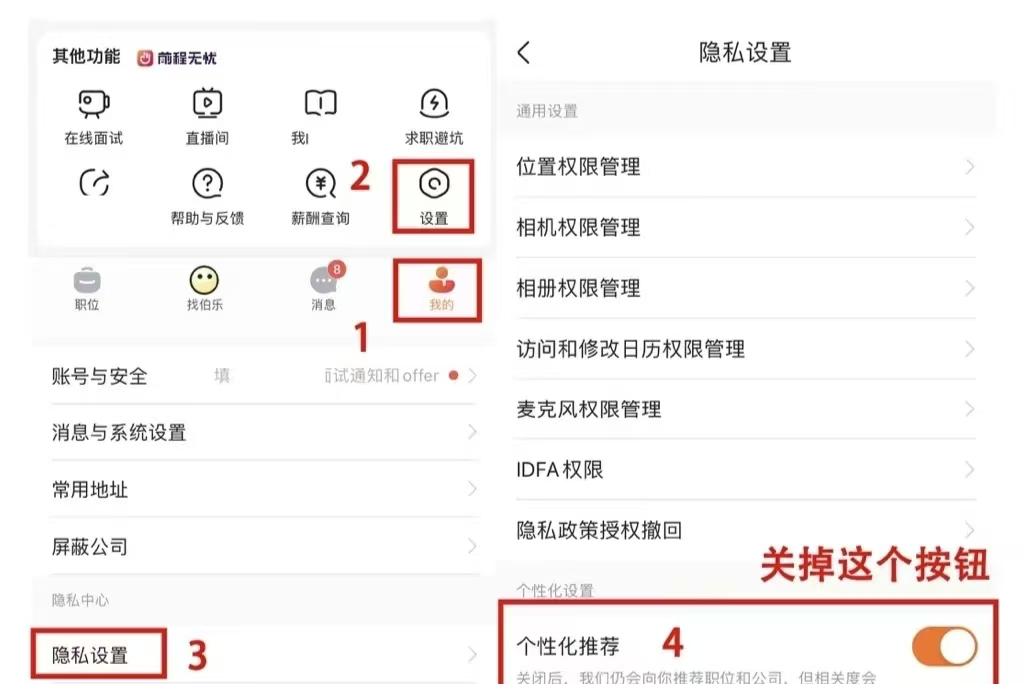 其他功能 前程无忧
在线面试 直播间 我 求职避坑
帮助与反馈 薪酬查询 2 设置
职位 找伯乐 消息 8 我的
1
账号与安全 填 试通知和offer
消息与系统设置
常用地址
屏蔽公司
隐私中心
隐私设置 3
隐私设置
通用设置
位置权限管理
相机权限管理
相册权限管理
访问和修改日历权限管理
麦克风权限管理
IDFA权限
隐私政策授权撤回
关掉这个按钮
个性化设置
个性化推荐 4
关闭后，我们仍会向你推荐职位和公司，但相关度会